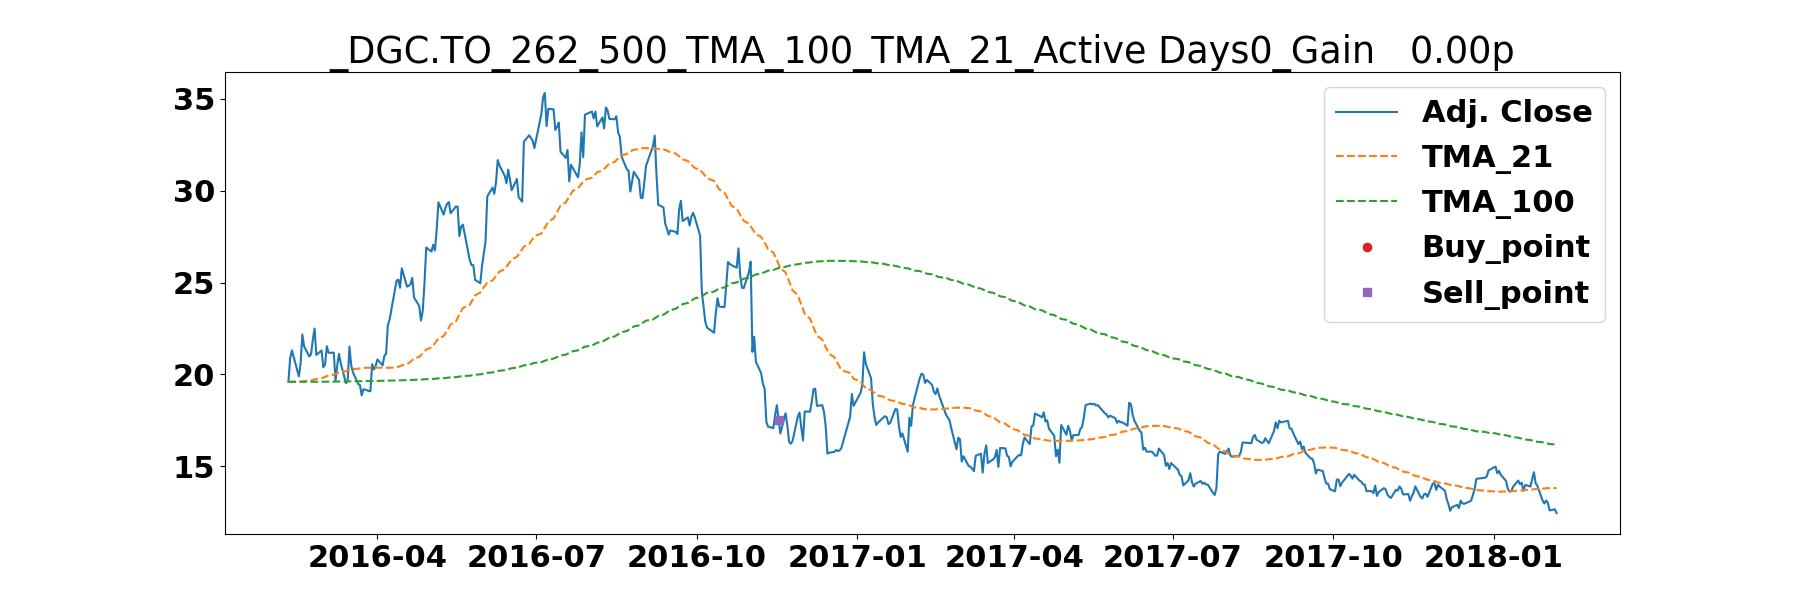 _DGC.TO_262_500_TMA_100_TMA_21_Active Days0_Gain   0.00p
35
30
25
20
15
Adj. Close
TMA_21
TMA_100
Buy_point
Sell_point
2016-04 2016-07 2016-10 2017-01 2017-04 2017-07 2017-10 2018-01